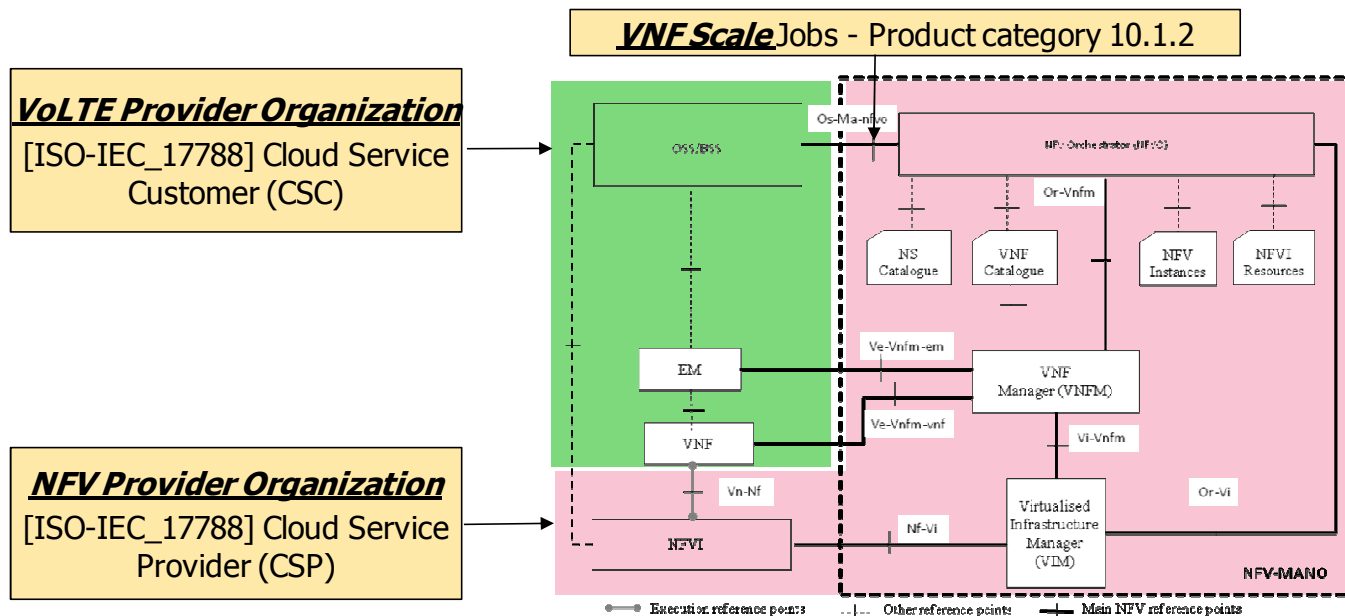 VNF Scale Jobs - Product category 10.1.2
VoLTE Provider Organization
[ISO-IEC_17788] Cloud Service
Customer (CSC)
NFV Provider Organization
[ISO-IEC_17788] Cloud Service
Provider (CSP)
OSS/BSS
Os-Ma-nfvo
NFV Orchestrator (NFVO)
Or-Vnfm
NS
Catalogue
VNF
Catalogue
NFV
Instances
NFVI
Resources
EM
Ve-Vnfm-em
VNF
Manager (VNFM)
VNF
Ve-Vnfm-vnf
Vi-Vnfm
Vn-Nf
Or-Vi
NFVI
Nf-Vi
Virtualised
Infrastructure
Manager
(VIM)
NFV-MANO
Execution reference points
Other reference points
Main NFV reference points